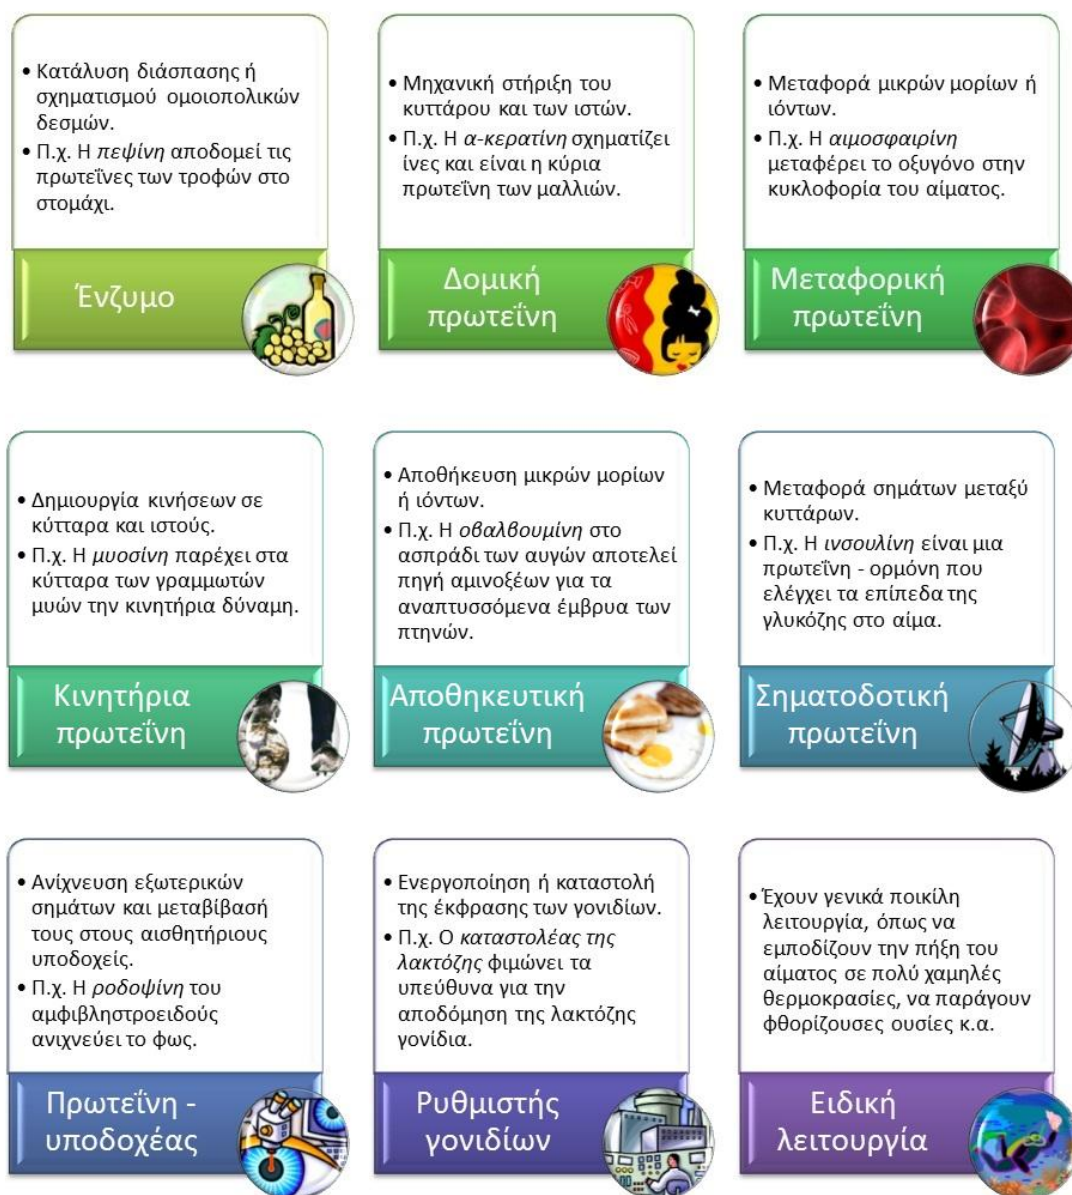 • Κατάλυση διάσπασης ή
σχηματισμού ομοιοπολικών
δεσμών.
• Π.χ. Η πεψίνη αποδομεί τις
πρωτεΐνες των τροφών στο
στομάχι.
Ένζυμο
• Μηχανική στήριξη του
κυττάρου και των ιστών.
• Π.χ. Η α-κερατίνη σχηματίζει
ίνες και είναι η κύρια
πρωτεΐνη των μαλλιών.
Δομική
πρωτεΐνη
• Μεταφορά μικρών μορίων ή
ιόντων.
• Π.χ. Η αιμοσφαιρίνη
μεταφέρει το οξυγόνο στην
κυκλοφορία του αίματος.
Μεταφορική
πρωτεΐνη
• Δημιουργία κινήσεων σε
κύτταρα και ιστούς.
• Π.χ. Η μυοσίνη παρέχει στα
κύτταρα των γραμμωτών
μυών την κινητήρια δύναμη.
Κινητήρια
πρωτεΐνη
• Αποθήκευση μικρών μορίων
ή ιόντων.
• Π.χ. Η οβαλβουμίνη στο
ασπράδι των αυγών αποτελεί
πηγή αμινοξέων για τα
αναπτυσσόμενα έμβρυα των
πτηνών.
Αποθηκευτική
πρωτεΐνη
• Μεταφορά σημάτων μεταξύ
κυττάρων.
• Π.χ. Η ινσουλίνη είναι μια
πρωτεΐνη - ορμόνη που
ελέγχει τα επίπεδα της
γλυκόζης στο αίμα.
Σηματοδοτική
πρωτεΐνη
• Ανίχνευση εξωτερικών
σημάτων και μεταβίβασή
τους στους αισθητήριους
υποδοχείς.
• Π.χ. Η ροδοψίνη του
αμφιβληστροειδούς
ανιχνεύει το φως.
Πρωτεΐνη -
υποδοχέας
• Ενεργοποίηση ή καταστολή
της έκφρασης των γονιδίων.
• Π.χ. Ο καταστολέας της
λακτόζης φιμώνει τα
υπεύθυνα για την
αποδόμηση της λακτόζης
γονίδια.
Ρυθμιστής
γονιδίων
• Έχουν γενικά ποικίλη
λειτουργία, όπως να
εμποδίζουν την πήξη του
αίματος σε πολύ χαμηλές
θερμοκρασίες, να παράγουν
φθορίζουσες ουσίες κ.α.
Ειδική
λειτουργία